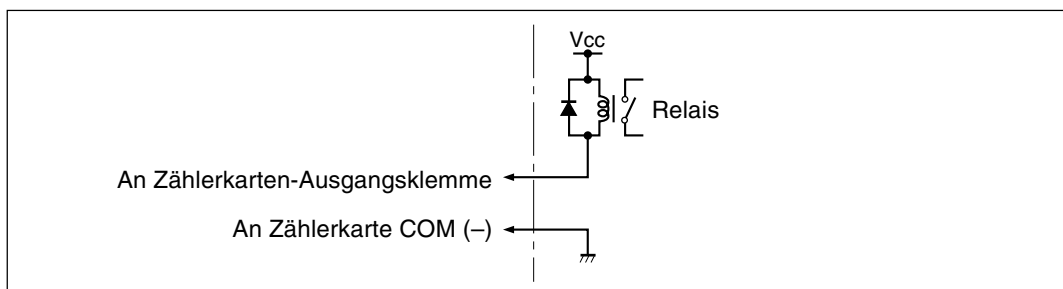 Vcc
Relais
An Zählerkarten-Ausgangsklemme
An Zählerkarte COM (–)